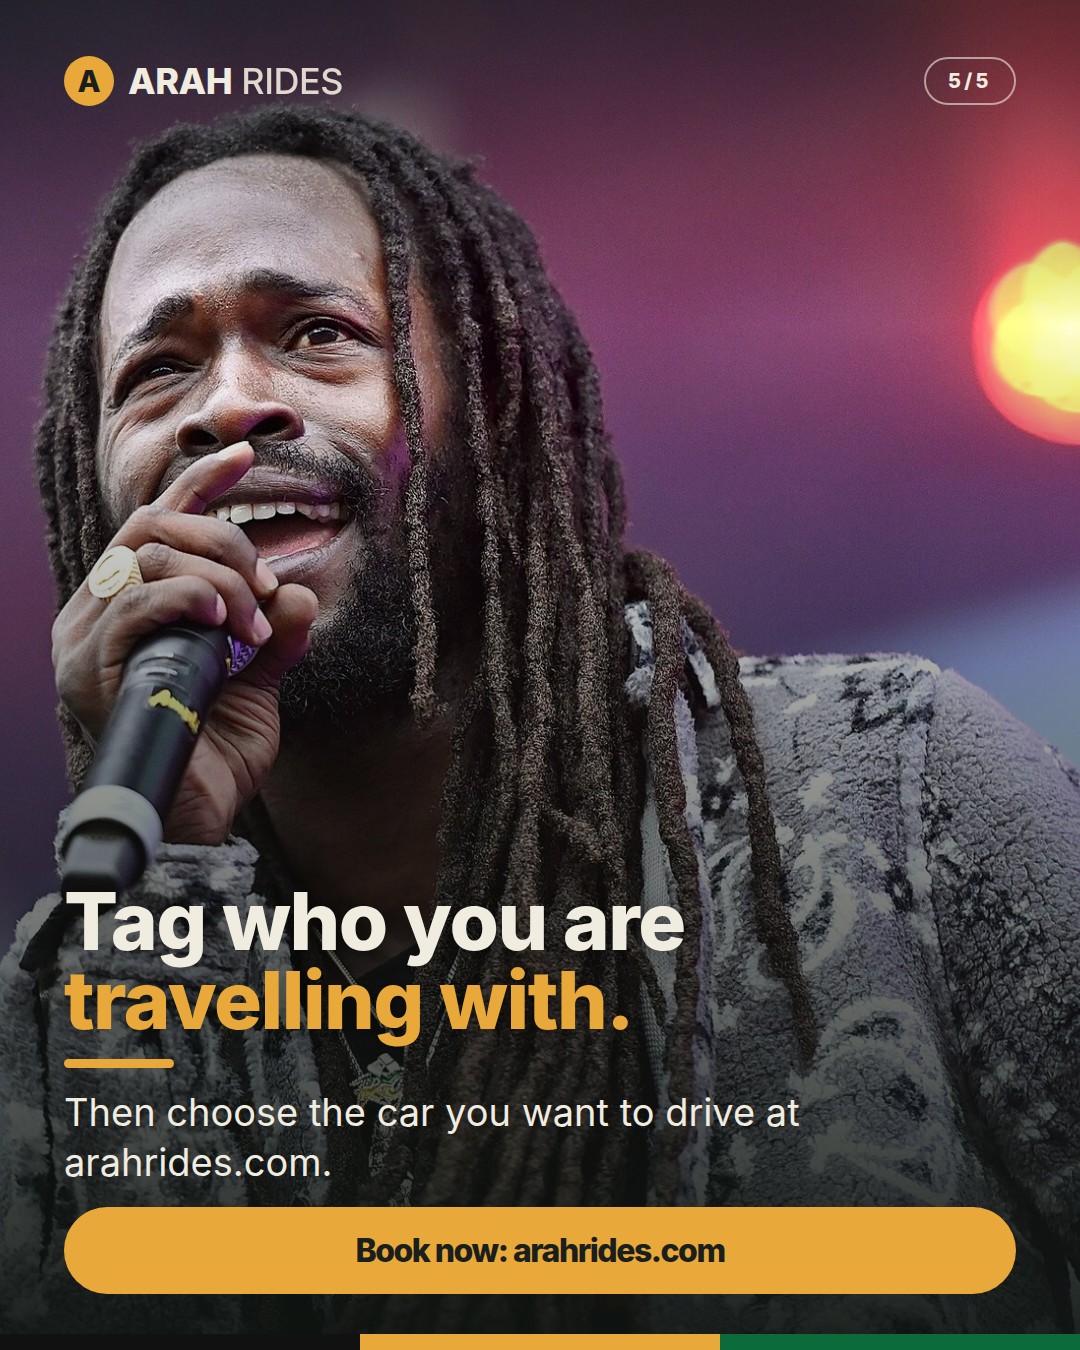 A ARAH RIDES
5/5
Tag who you are
travelling with.
Then choose the car you want to drive at
arahrides.com.
Book now: arahrides.com